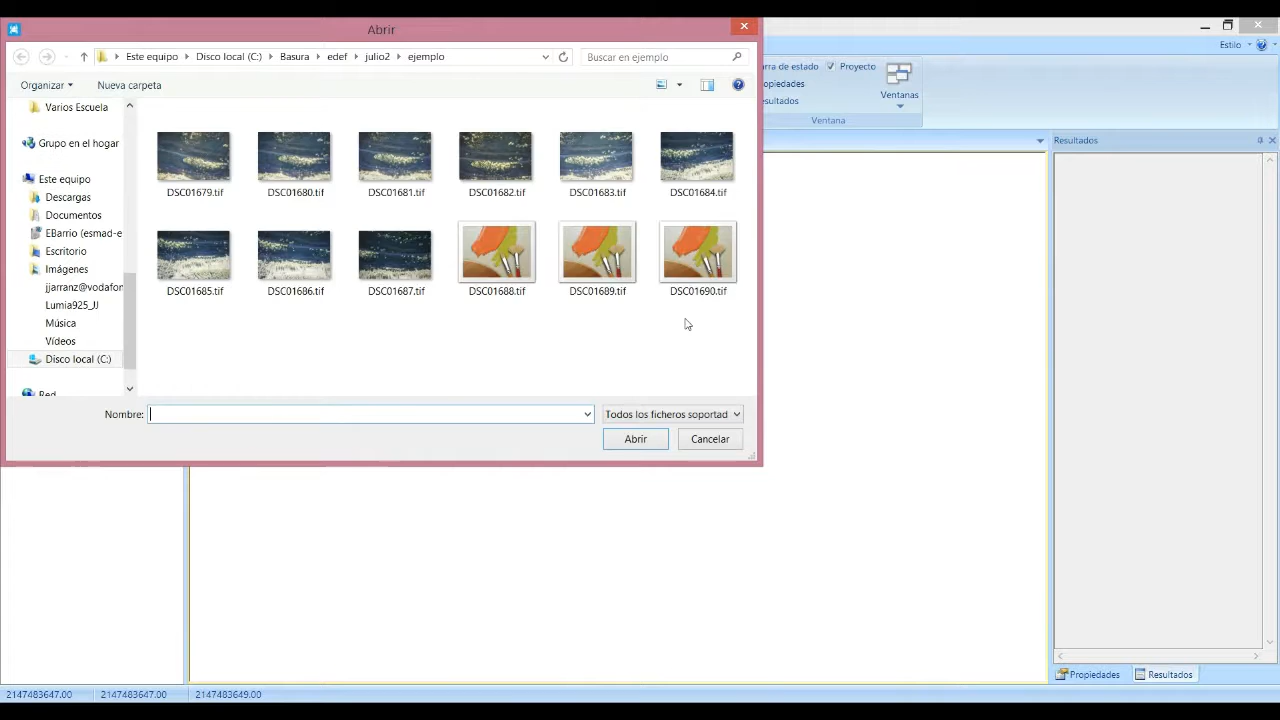 Abrir
Este equipo
Disco local (C:)
Basura
edef
julio2
ejemplo
Buscar en ejemplo
Estilo
Organizar
Nueva carpeta
rra de estado
Proyecto
opiedades
esultados
Ventanas
Ventana
Varios Escuela
Grupo en el hogar
Este equipo
Descargas
Documentos
EBarrio (esmad-e
Escritorio
Imágenes
jjarranz@vodafon
Lumia925_JJ
Música
Vídeos
Disco local (C:)
Red
DSC01679.tif
DSC01680.tif
DSC01681.tif
DSC01682.tif
DSC01683.tif
DSC01684.tif
DSC01685.tif
DSC01686.tif
DSC01687.tif
DSC01688.tif
DSC01689.tif
DSC01690.tif
Nombre:
Todos los ficheros soportad
Abrir
Cancelar
Resultados
Propiedades
Resultados
2147483647.00
2147483647.00
2147483649.00